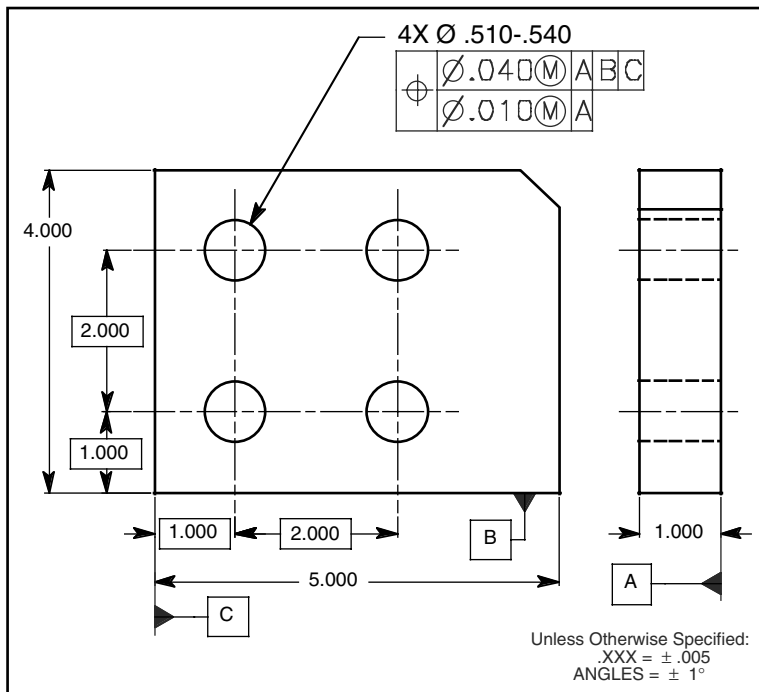 4X Ø .510-.540
⌖ Ø.040Ⓜ A B C
Ø.010Ⓜ A
4.000
2.000
1.000
1.000
2.000
B
1.000
5.000
A
C
Unless Otherwise Specified:
.XXX = ± .005
ANGLES = ± 1°